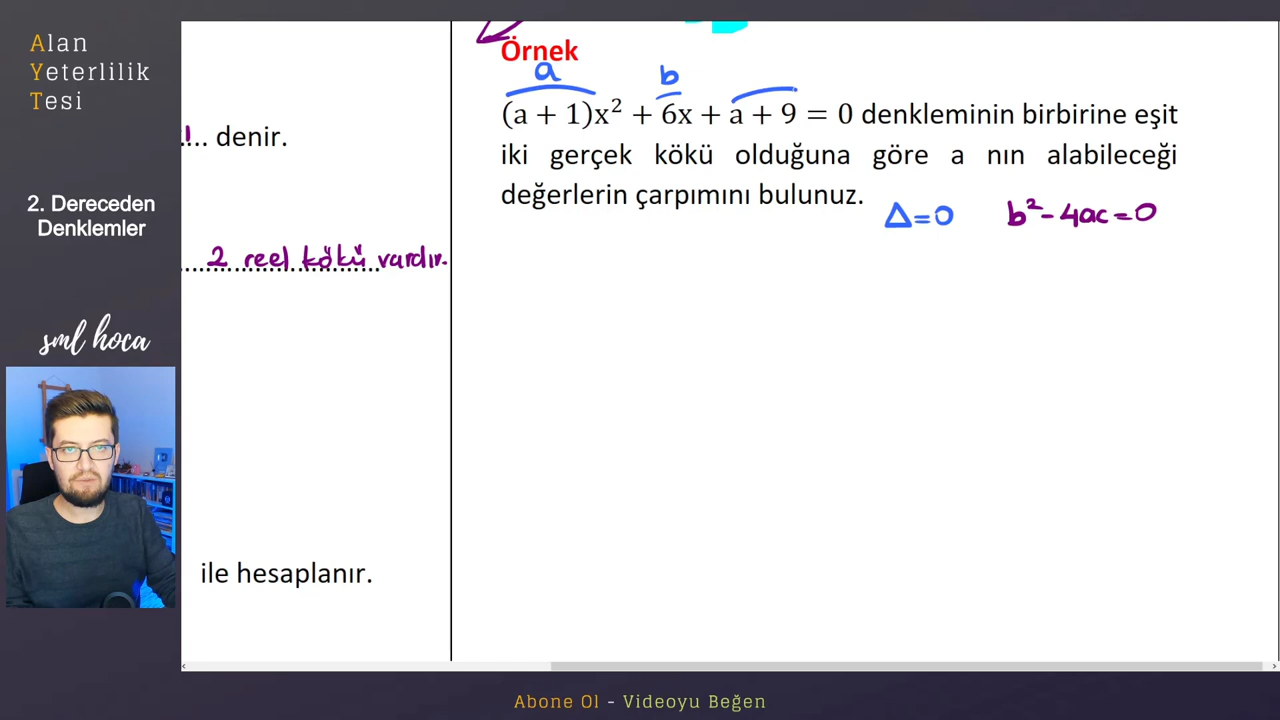 Alan
Yeterlilik
Tesi
2. Dereceden
Denklemler
sml hoca
.... denir.
2 reel kökü vardır.
ile hesaplanır.
Örnek
a b
(a + 1)x² + 6x + a + 9 = 0 denkleminin birbirine eşit
iki gerçek kökü olduğuna göre a nın alabileceği
değerlerin çarpımını bulunuz.
Δ=0 b²-4ac=0
Abone Ol - Videoyu Beğen